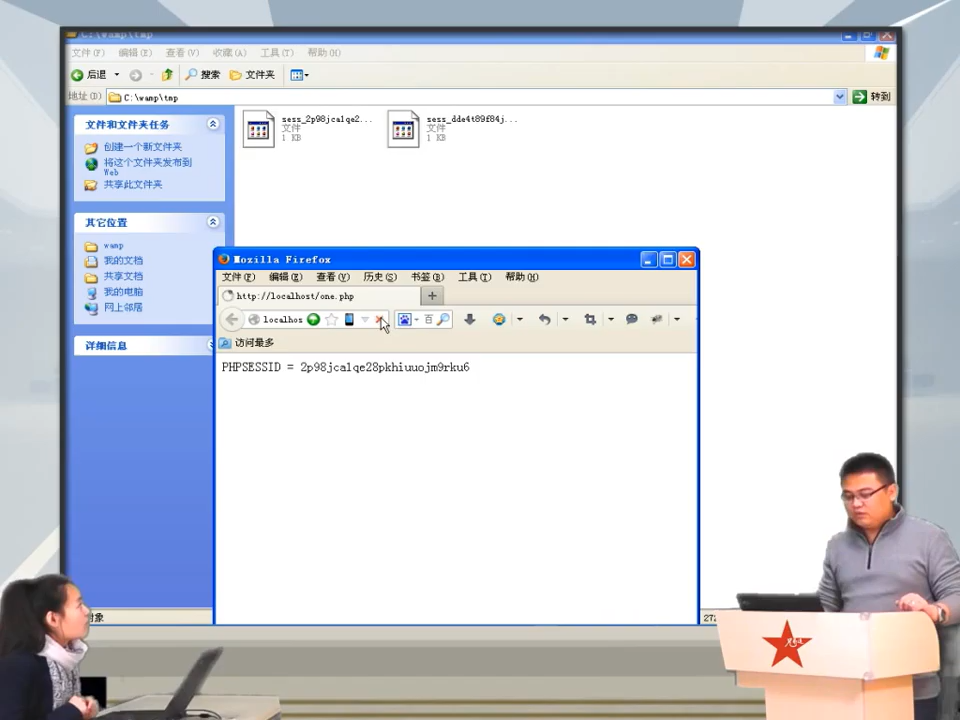 C:\wamp\tmp
文件(F) 编辑(E) 查看(V) 收藏(A) 工具(T) 帮助(H)
后退 搜索 文件夹
地址(D) C:\wamp\tmp 转到
文件和文件夹任务
创建一个新文件夹
将这个文件夹发布到
Web
共享此文件夹
其它位置
wamp
我的文档
共享文档
我的电脑
网上邻居
详细信息
sess_2p98jca1qe2...
文件
1 KB
sess_dde4t89f84j...
文件
1 KB
Mozilla Firefox
文件(F) 编辑(E) 查看(V) 历史(S) 书签(B) 工具(T) 帮助(H)
http://localhost/one.php
localhos 百
访问最多
PHPSESSID = 2p98jca1qe28pkhiuuojm9rku6
对象